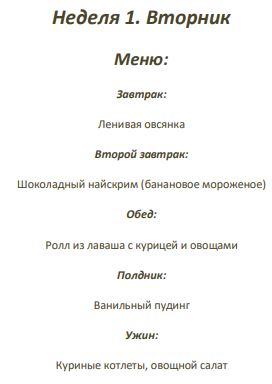 Неделя 1. Вторник
Меню:
Завтрак:
Ленивая овсянка
Второй завтрак:
Шоколадный найскрим (банановое мороженое)
Обед:
Ролл из лаваша с курицей и овощами
Полдник:
Ванильный пудинг
Ужин:
Куриные котлеты, овощной салат